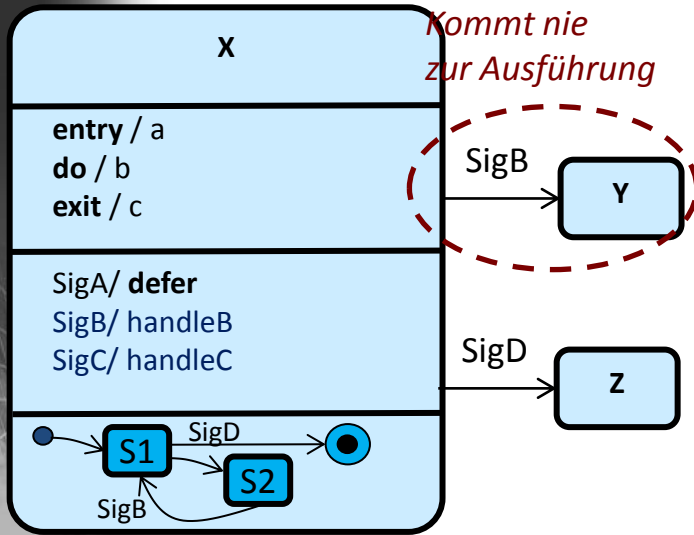 Kommt nie
zur Ausführung
X
entry / a
do / b
exit / c
SigB
Y
SigA/ defer
SigB/ handleB
SigC/ handleC
SigD
Z
SigD
S1
S2
SigB